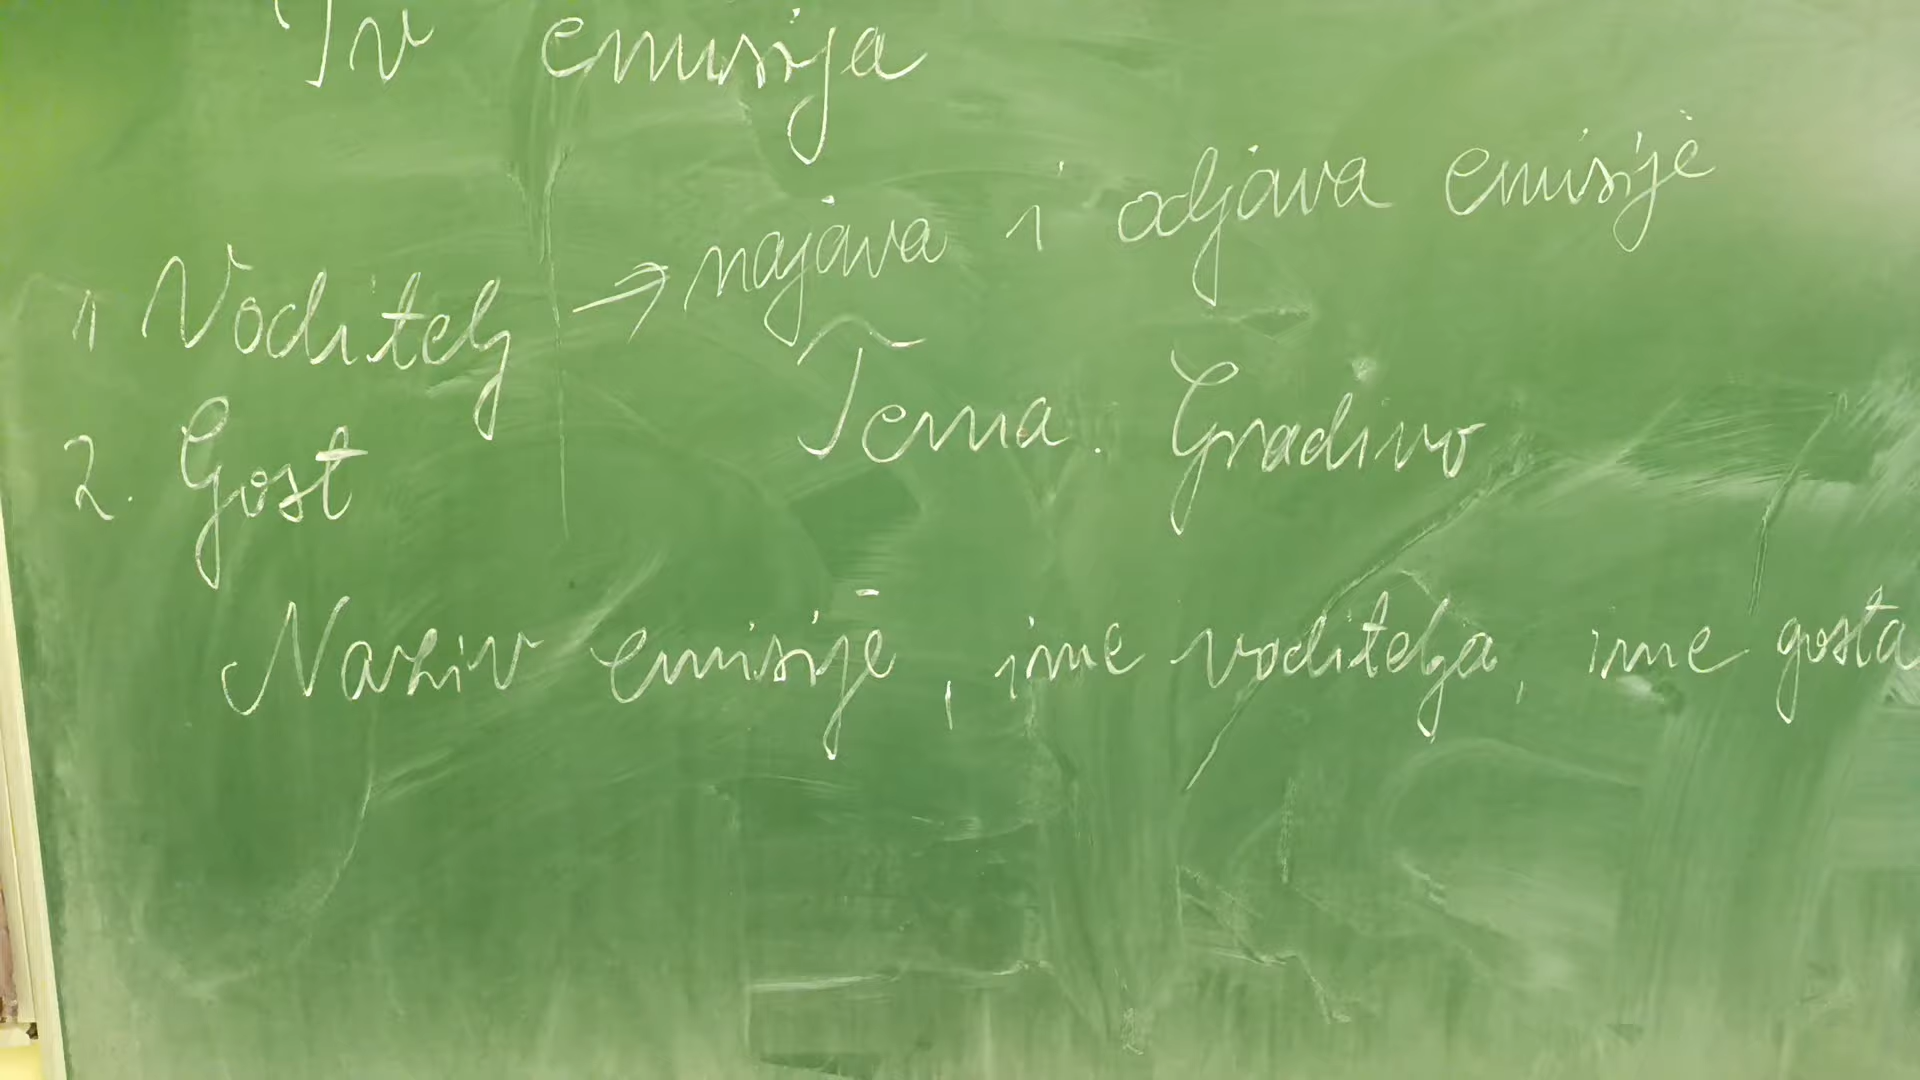 Tv emisija
1 Voditelj → najava i odjava emisije
Tema. Gradivo
2. Gost
Naziv emisije, ime voditelja, ime gosta